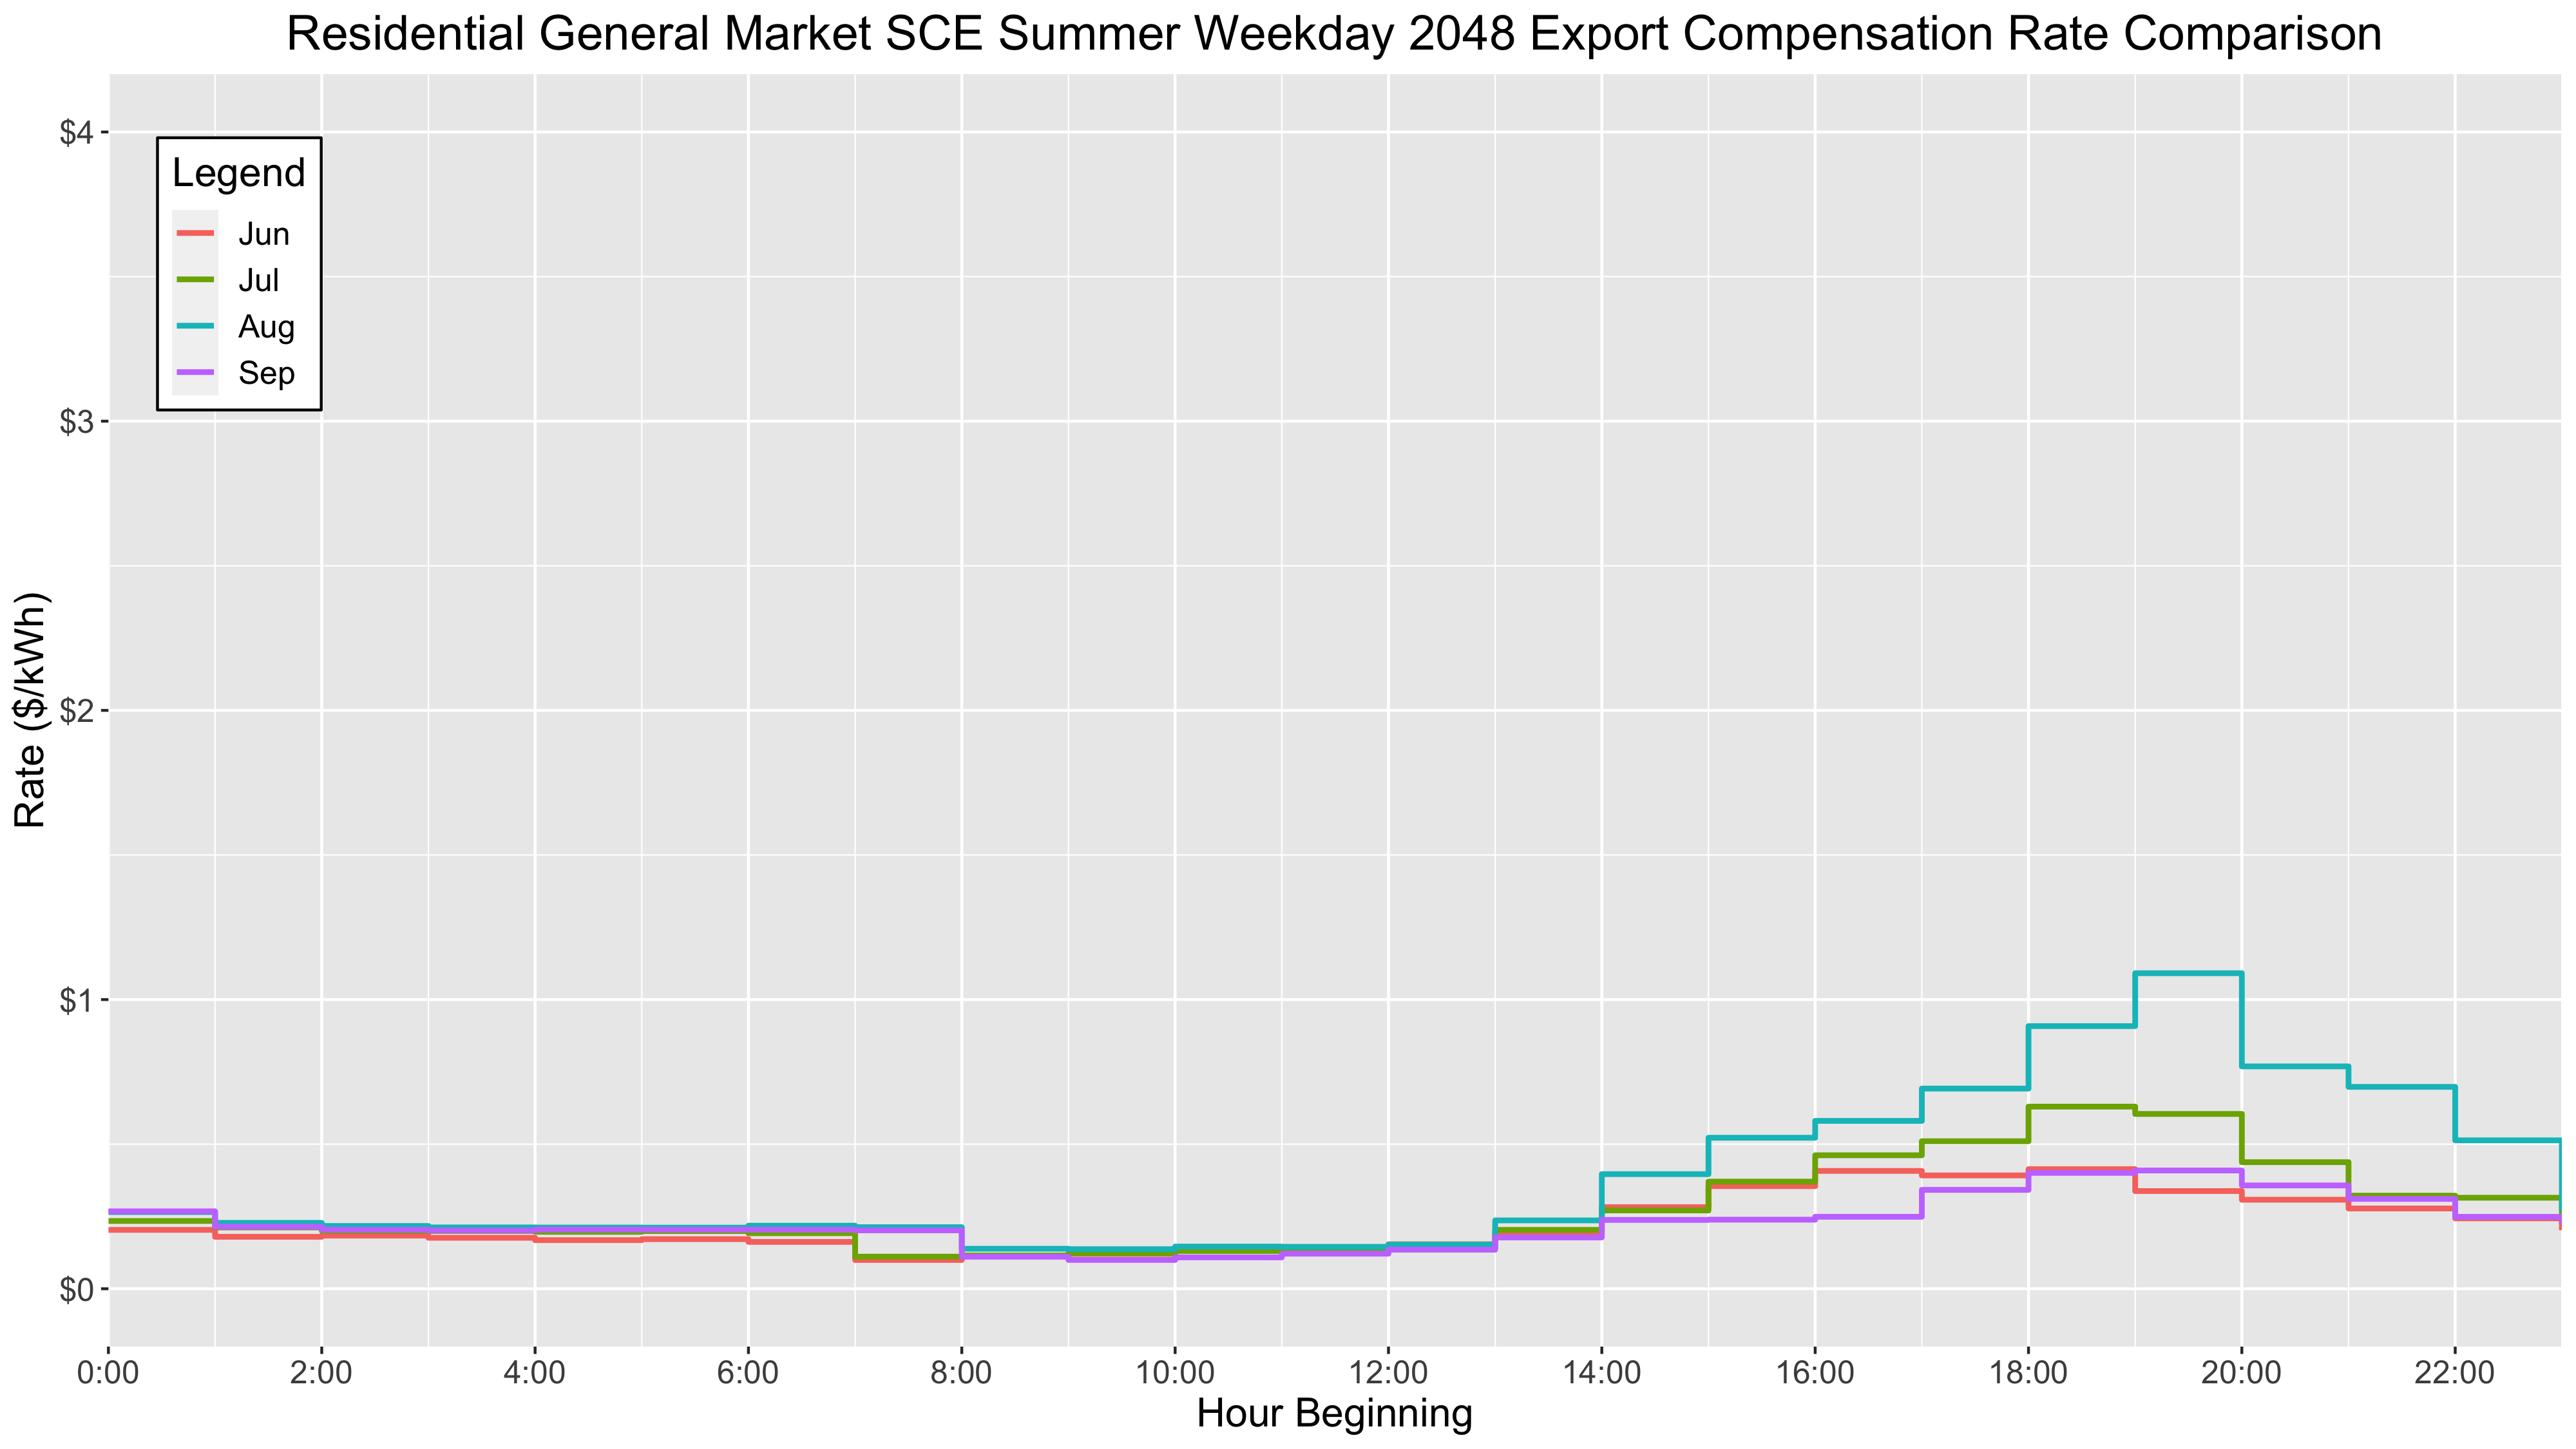 Residential General Market SCE Summer Weekday 2048 Export Compensation Rate Comparison
$4
Legend
Jun
Jul
Aug
Sep
$3
Rate ($/kWh)
$2
$1
$0
0:00 2:00 4:00 6:00 8:00 10:00 12:00 14:00 16:00 18:00 20:00 22:00
Hour Beginning